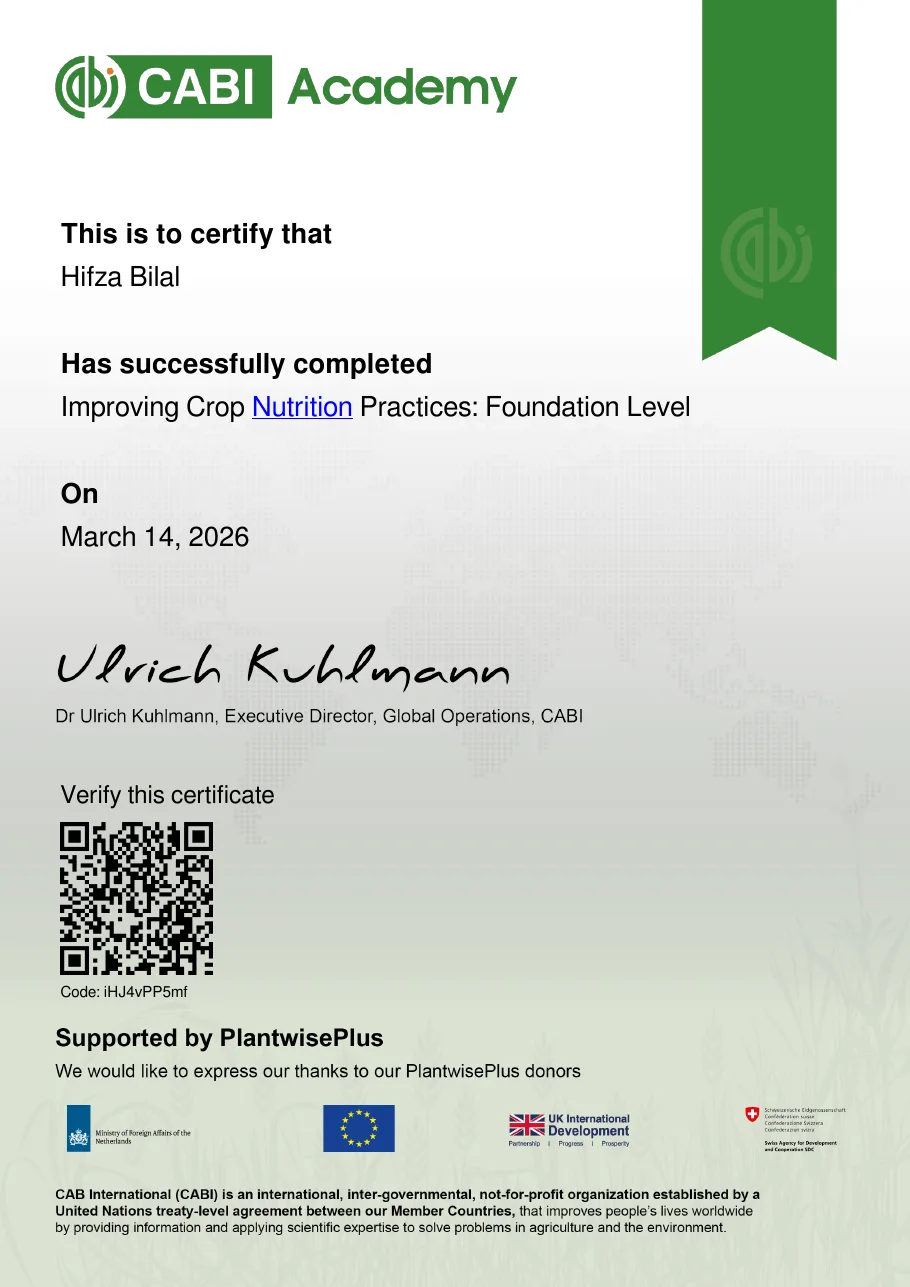 CABI Academy
This is to certify that
Hifza Bilal
Has successfully completed
Improving Crop Nutrition Practices: Foundation Level
On
March 14, 2026
Ulrich Kuhlmann
Dr Ulrich Kuhlmann, Executive Director, Global Operations, CABI
Verify this certificate
Code: iHJ4vPP5mf
Supported by PlantwisePlus
We would like to express our thanks to our PlantwisePlus donors
Ministry of Foreign Affairs of the
Netherlands
UK International
Development
Partnership | Progress | Prosperity
Schweizerische Eidgenossenschaft
Confédération suisse
Confederazione Svizzera
Confederaziun svizra
Swiss Agency for Development
and Cooperation SDC
CAB International (CABI) is an international, inter-governmental, not-for-profit organization established by a
United Nations treaty-level agreement between our Member Countries, that improves people's lives worldwide
by providing information and applying scientific expertise to solve problems in agriculture and the environment.